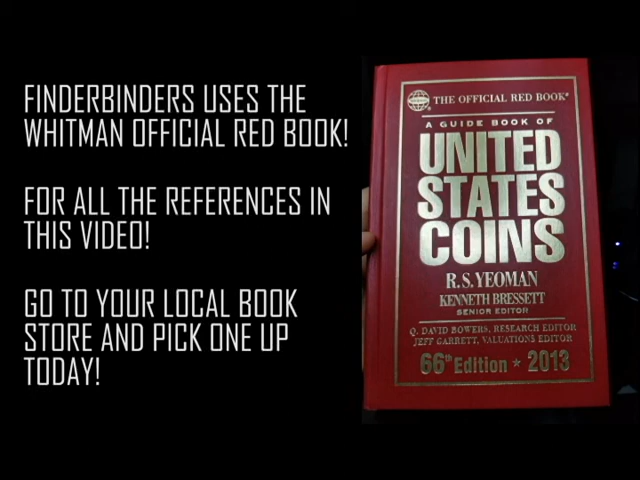 FINDERBINDERS USES THE
WHITMAN OFFICIAL RED BOOK!
FOR ALL THE REFERENCES IN
THIS VIDEO!
GO TO YOUR LOCAL BOOK
STORE AND PICK ONE UP
TODAY!
THE OFFICIAL RED BOOK®
A GUIDE BOOK OF
UNITED
STATES
COINS
R.S. YEOMAN
KENNETH BRESSETT
SENIOR EDITOR
Q. DAVID BOWERS, RESEARCH EDITOR
JEFF GARRETT, VALUATIONS EDITOR
66th Edition * 2013